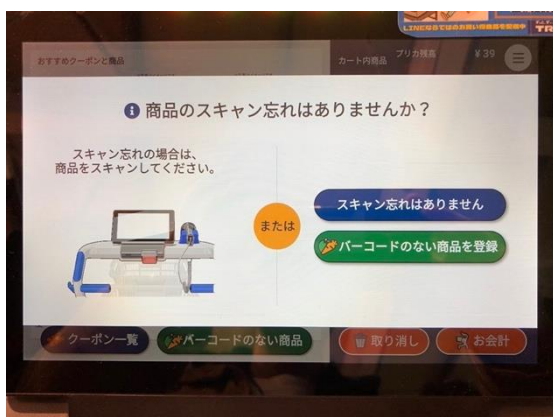 LINEならではのお買い得商品を配信中
TR
おすすめクーポンと商品
カート内商品
プリカ残高
¥39
商品のスキャン忘れはありませんか？
スキャン忘れの場合は、
商品をスキャンしてください。
または
スキャン忘れはありません
バーコードのない商品を登録
クーポン一覧
バーコードのない商品
取り消し
お会計